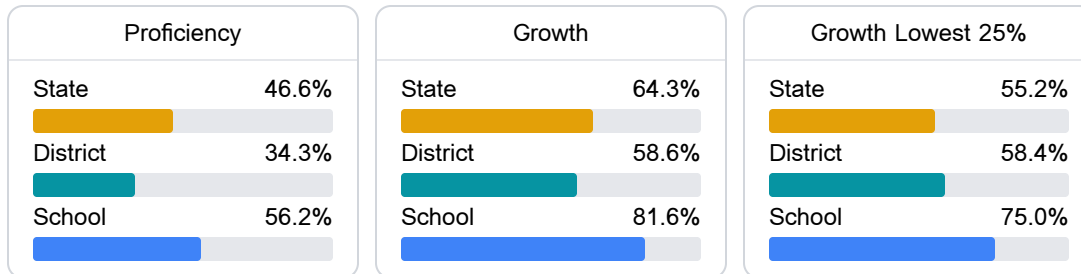 Proficiency
State 46.6%
District 34.3%
School 56.2%
Growth
State 64.3%
District 58.6%
School 81.6%
Growth Lowest 25%
State 55.2%
District 58.4%
School 75.0%